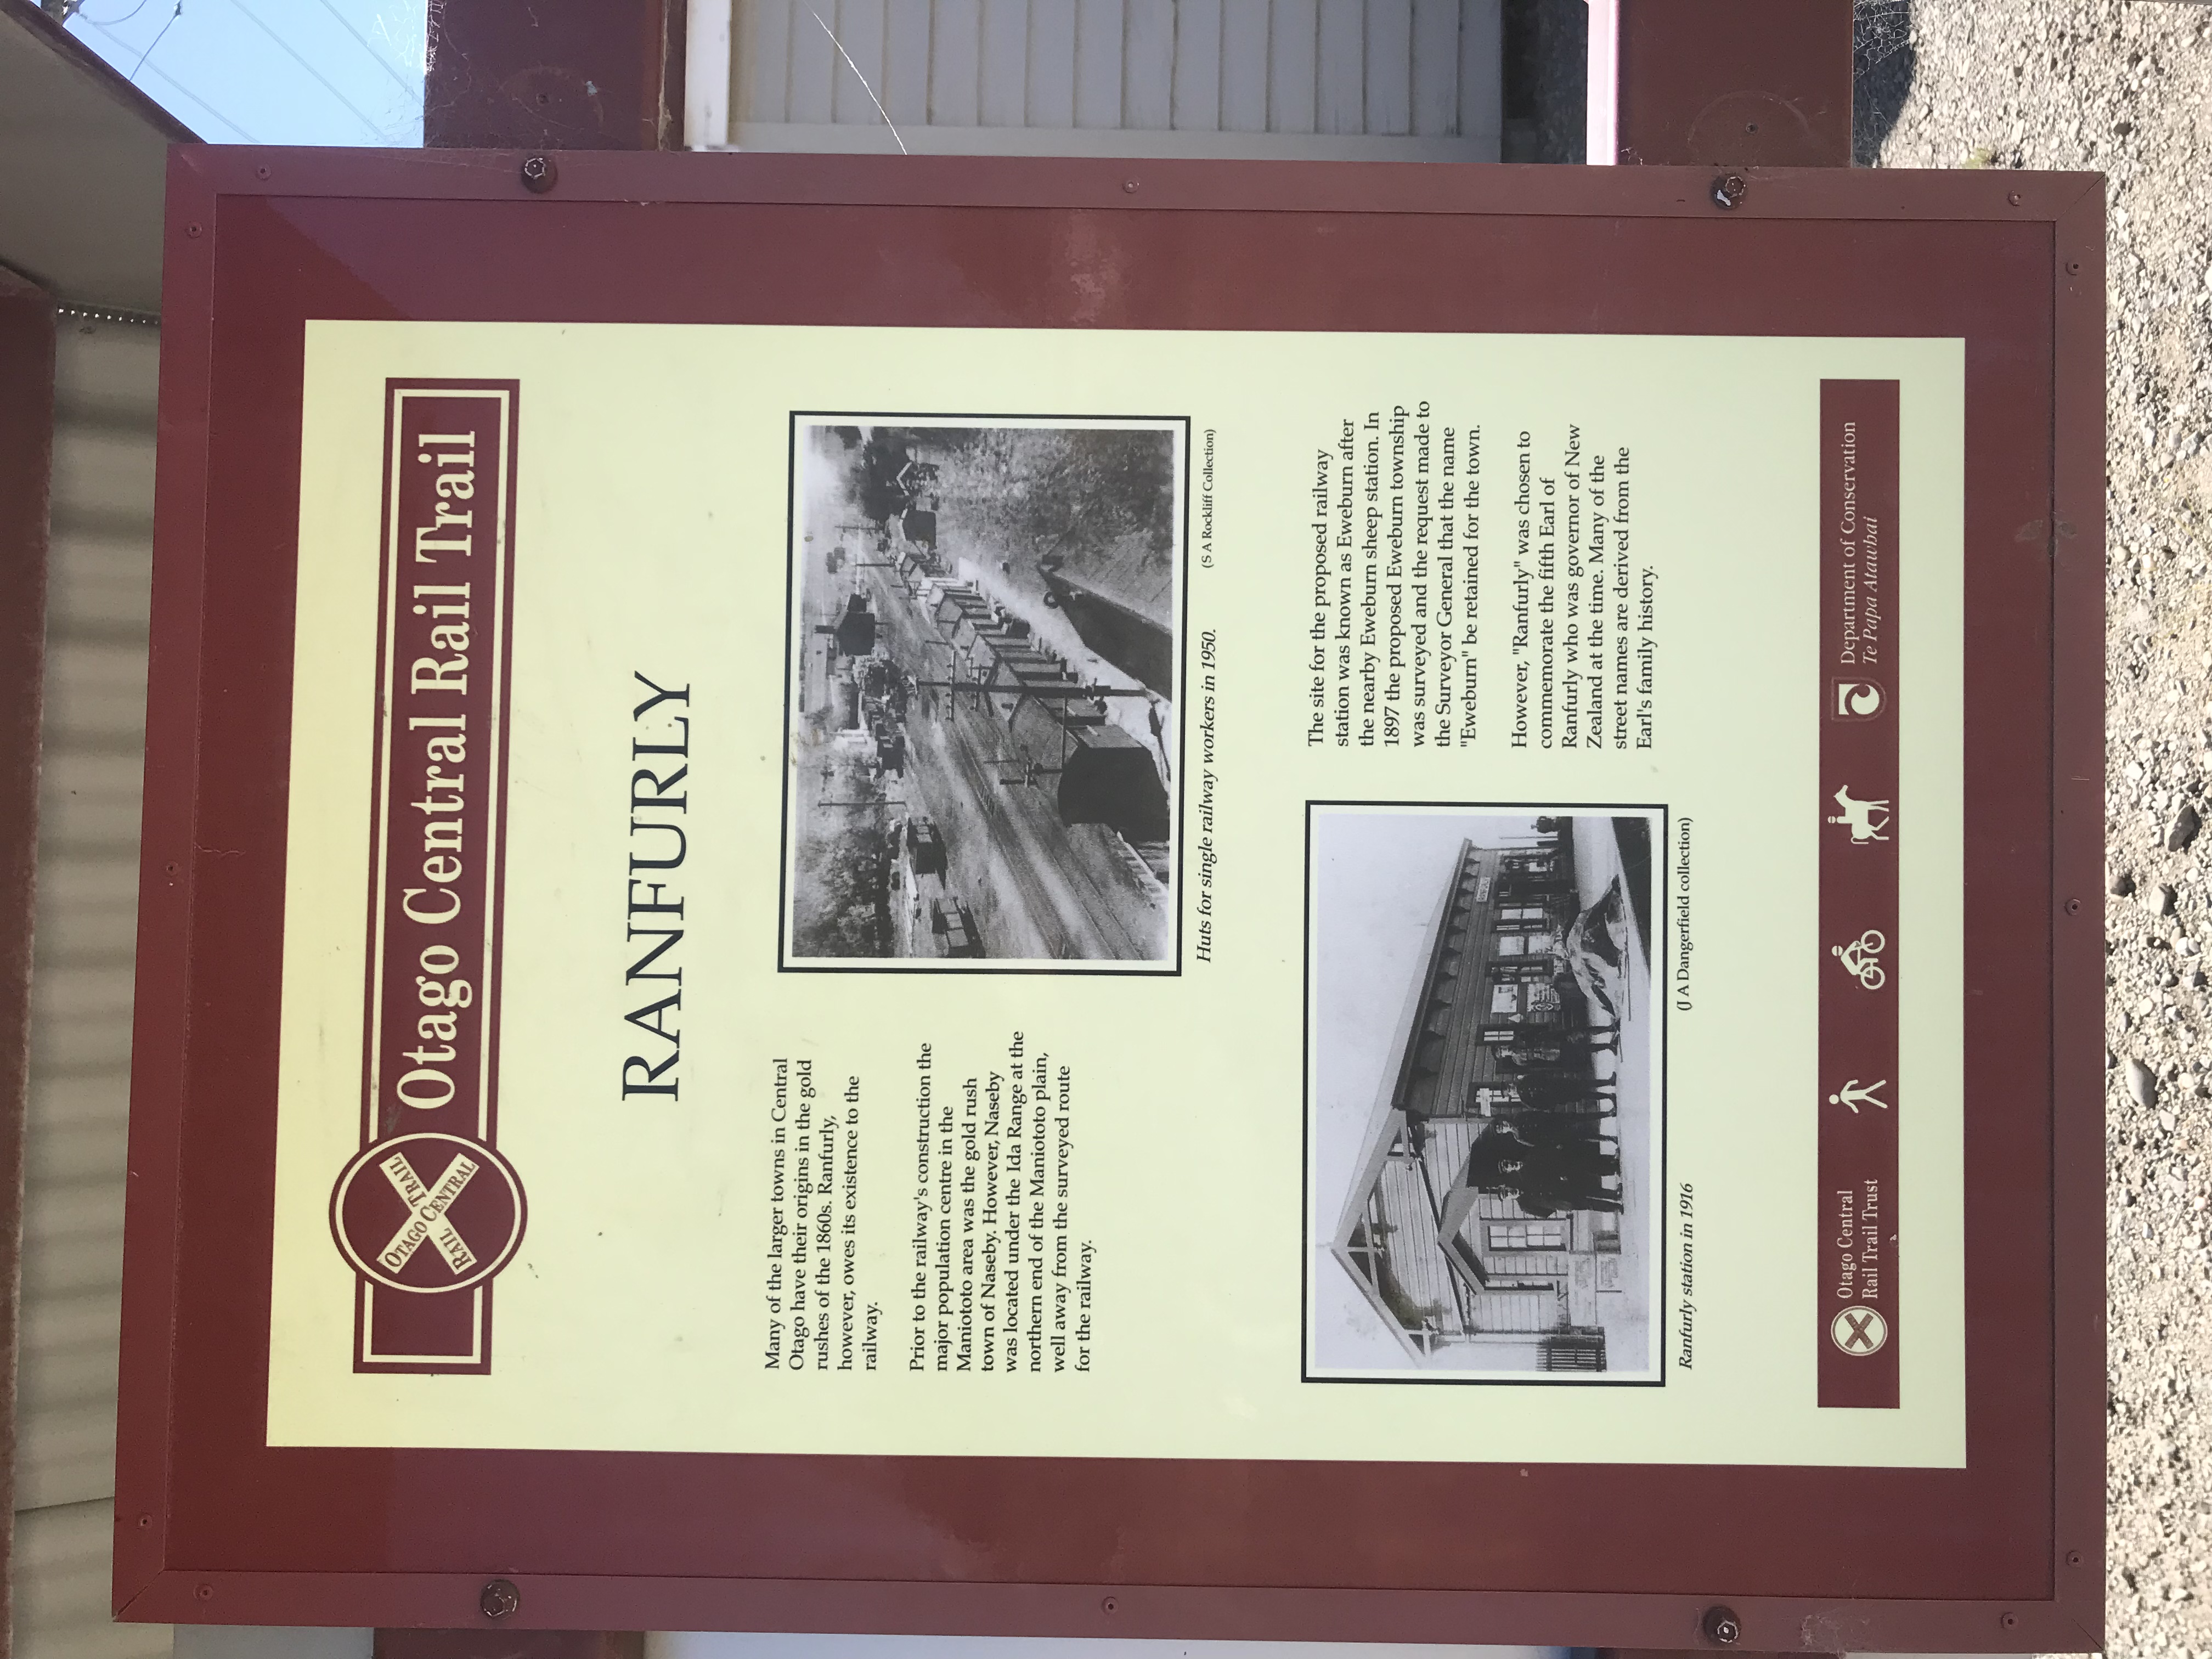 Otago Central Rail Trail
OTAGO CENTRAL
RAIL TRAIL
RANFURLY
Many of the larger towns in Central
Otago have their origins in the gold
rushes of the 1860s. Ranfurly,
however, owes its existence to the
railway.
Prior to the railway's construction the
major population centre in the
Maniototo area was the gold rush
town of Naseby. However, Naseby
was located under the Ida Range at the
northern end of the Maniototo plain,
well away from the surveyed route
for the railway.
Huts for single railway workers in 1950.
(S A Rockliff Collection)
Ranfurly station in 1916
(J A Dangerfield collection)
The site for the proposed railway
station was known as Eweburn after
the nearby Eweburn sheep station. In
1897 the proposed Eweburn township
was surveyed and the request made to
the Surveyor General that the name
"Eweburn" be retained for the town.
However, "Ranfurly" was chosen to
commemorate the fifth Earl of
Ranfurly who was governor of New
Zealand at the time. Many of the
street names are derived from the
Earl's family history.
Otago Central
Rail Trail Trust
Department of Conservation
Te Papa Atawhai